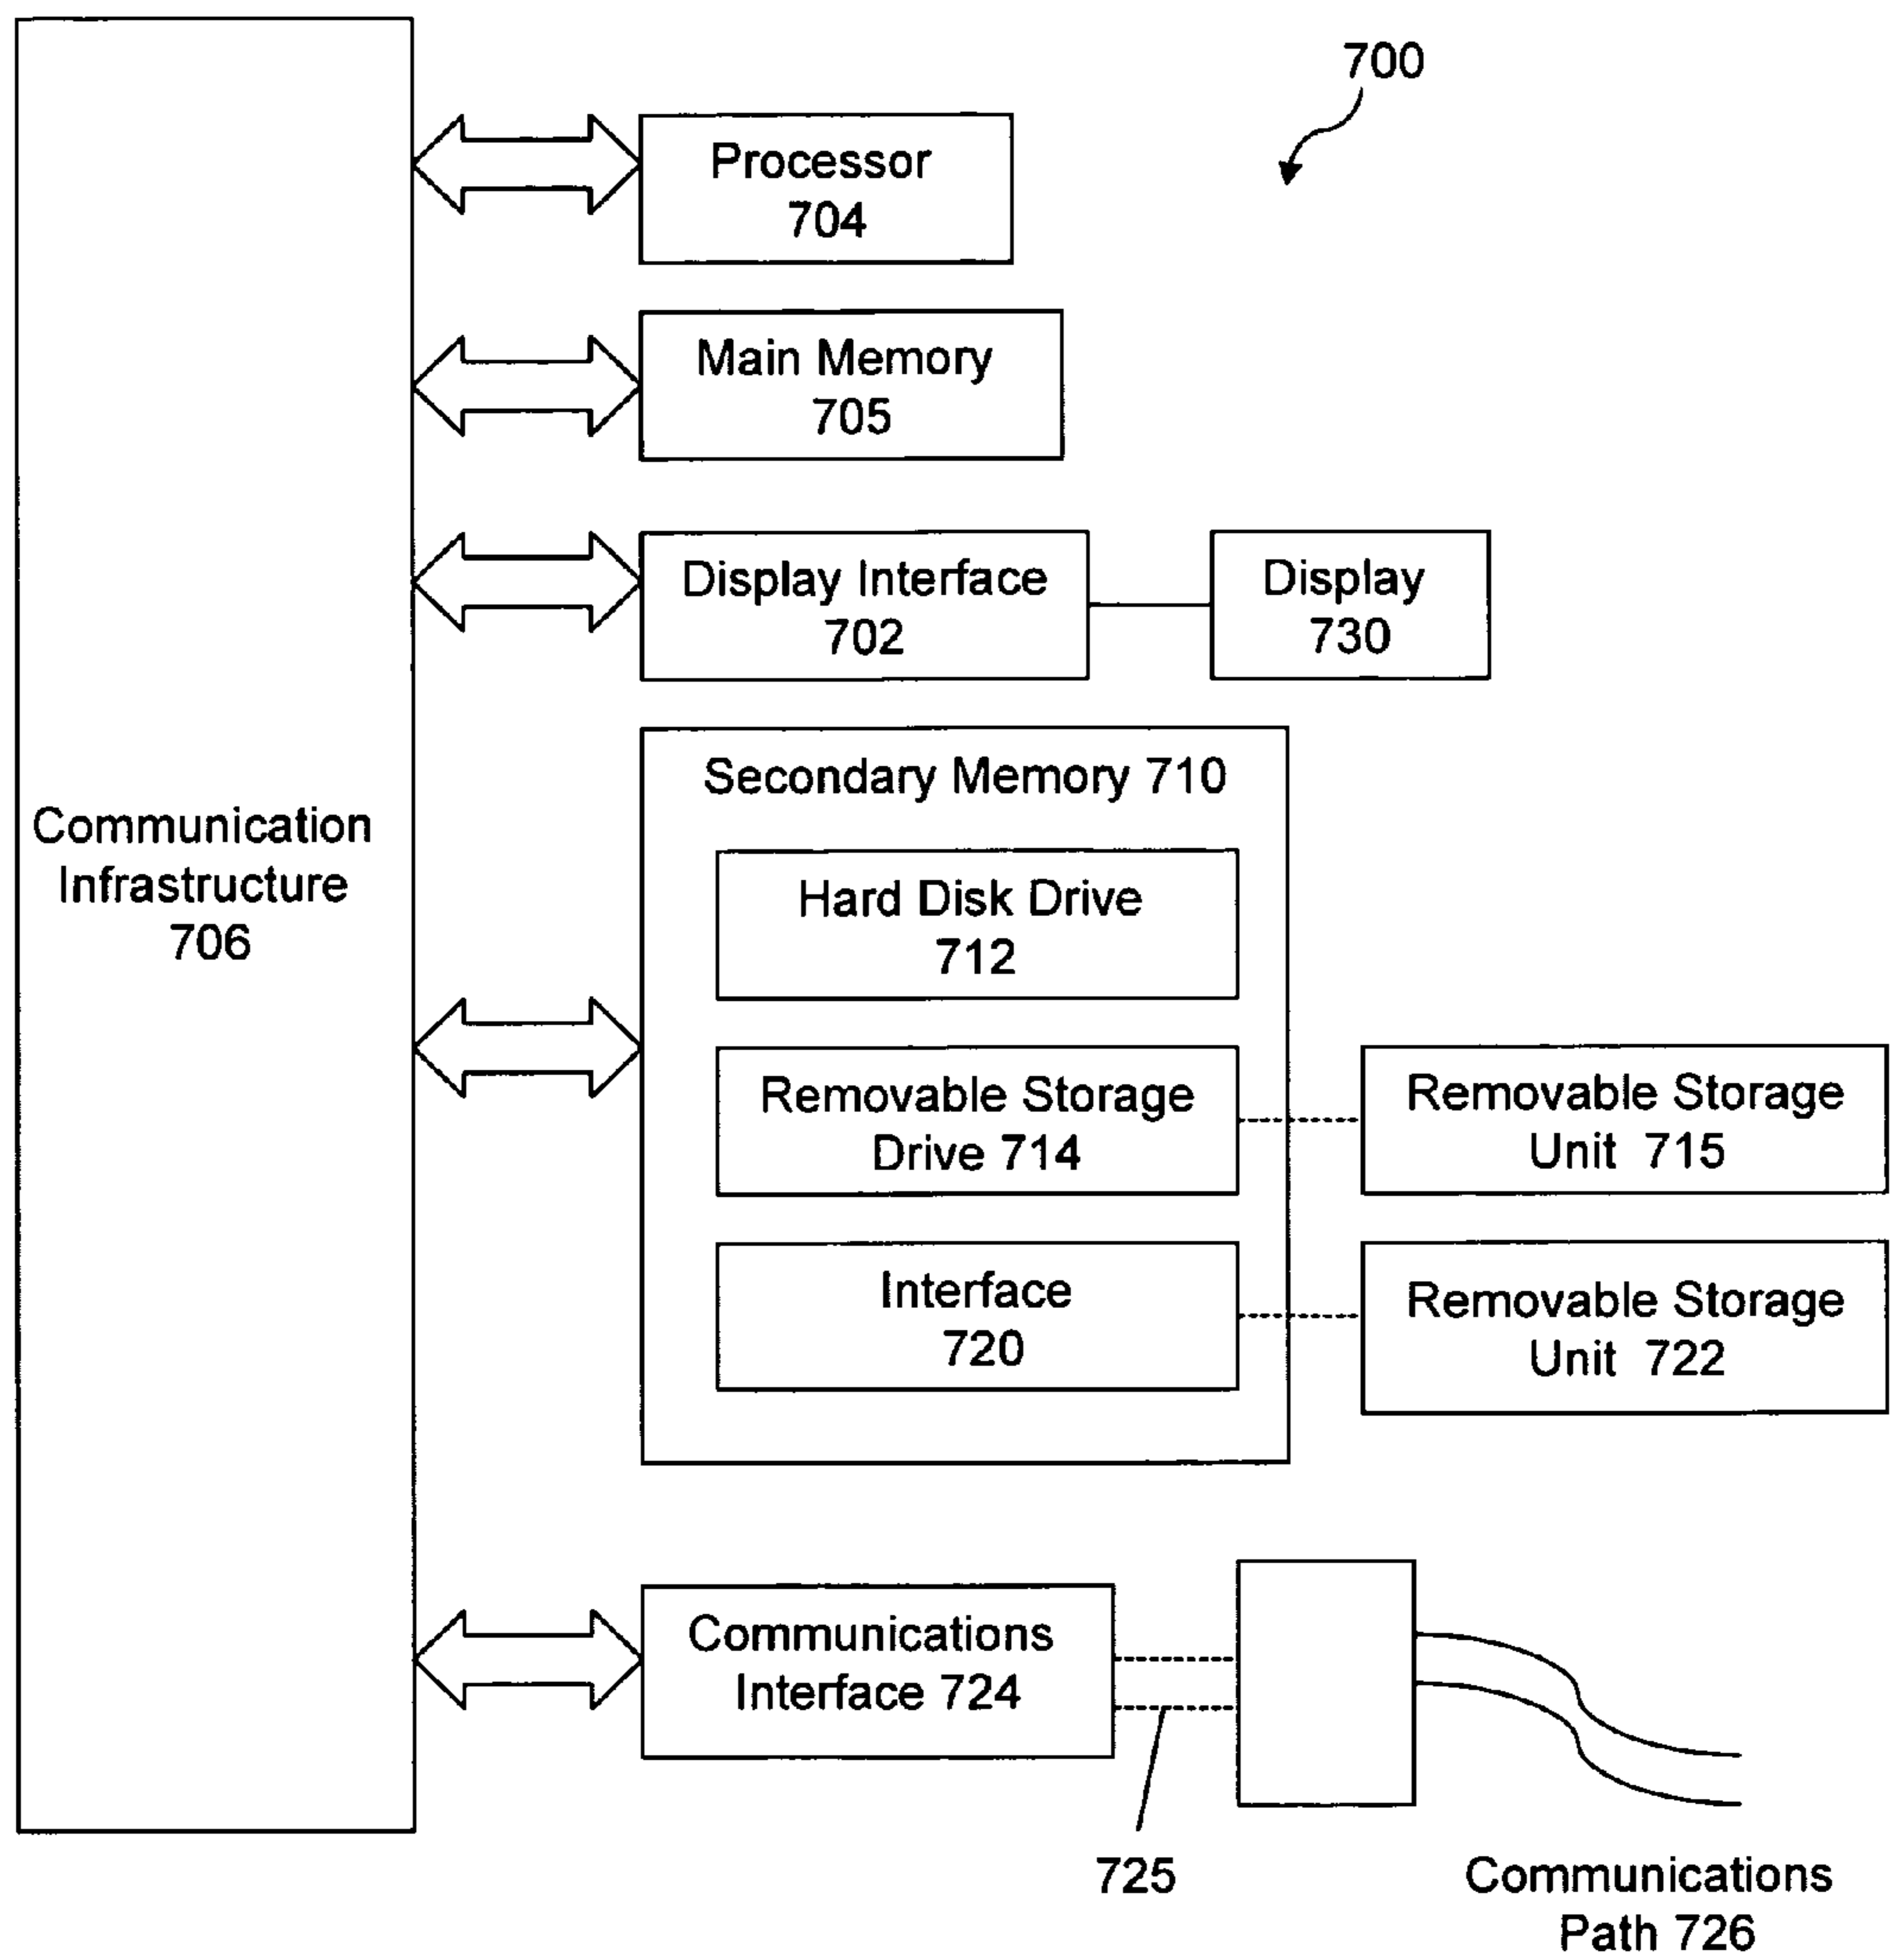 700
Processor
704
Main Memory
705
Display Interface
702
Display
730
Secondary Memory 710
Communication
Infrastructure
706
Hard Disk Drive
712
Removable Storage
Drive 714
Removable Storage
Unit 715
Interface
720
Removable Storage
Unit 722
Communications
Interface 724
725
Communications
Path 726